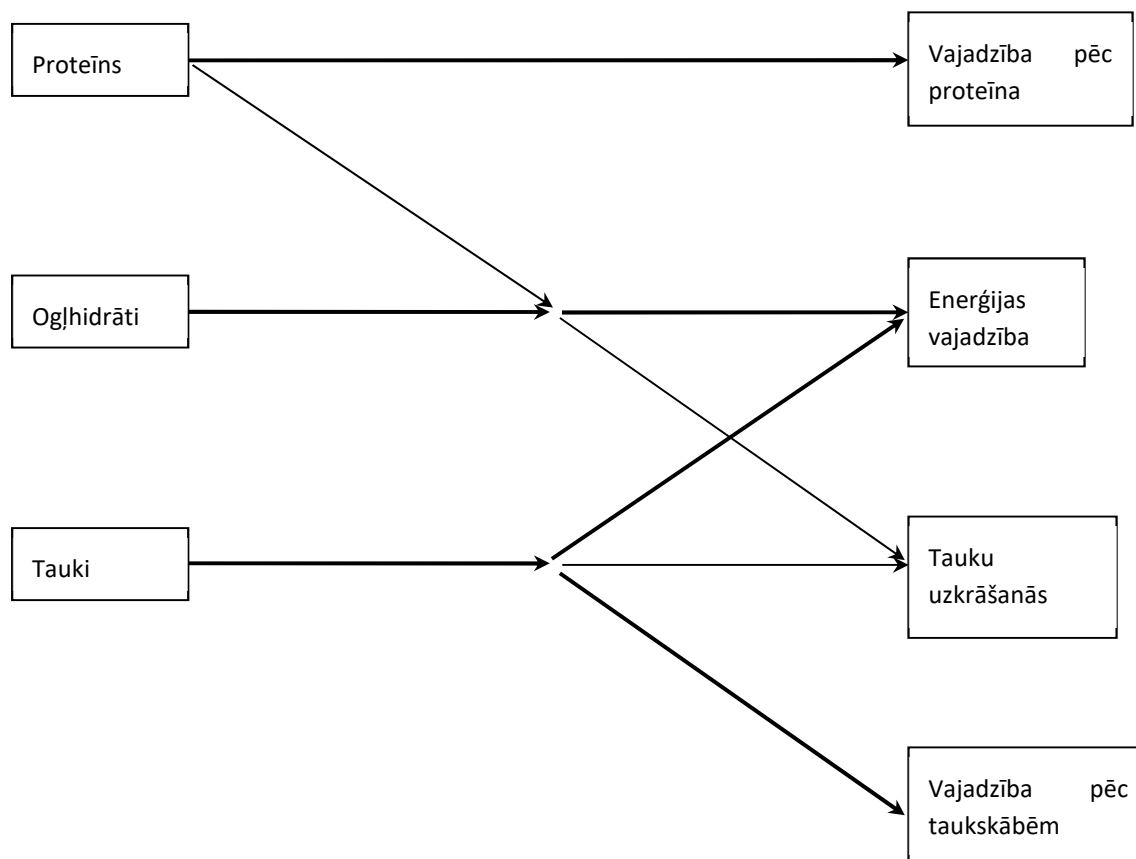 Proteīns
Vajadzība pēc
proteīna
Ogļhidrāti
Enerģijas
vajadzība
Tauki
Tauku
uzkrāšanās
Vajadzība pēc
taukskābēm